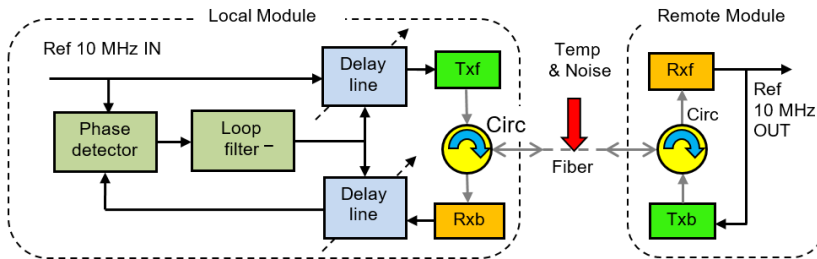 Local Module
Remote Module
Ref 10 MHz IN
Delay
line
Txf
Temp
& Noise
Rxf
Ref
10 MHz
OUT
Phase
detector
Loop
filter –
Circ
Circ
Fiber
Delay
line
Rxb
Txb